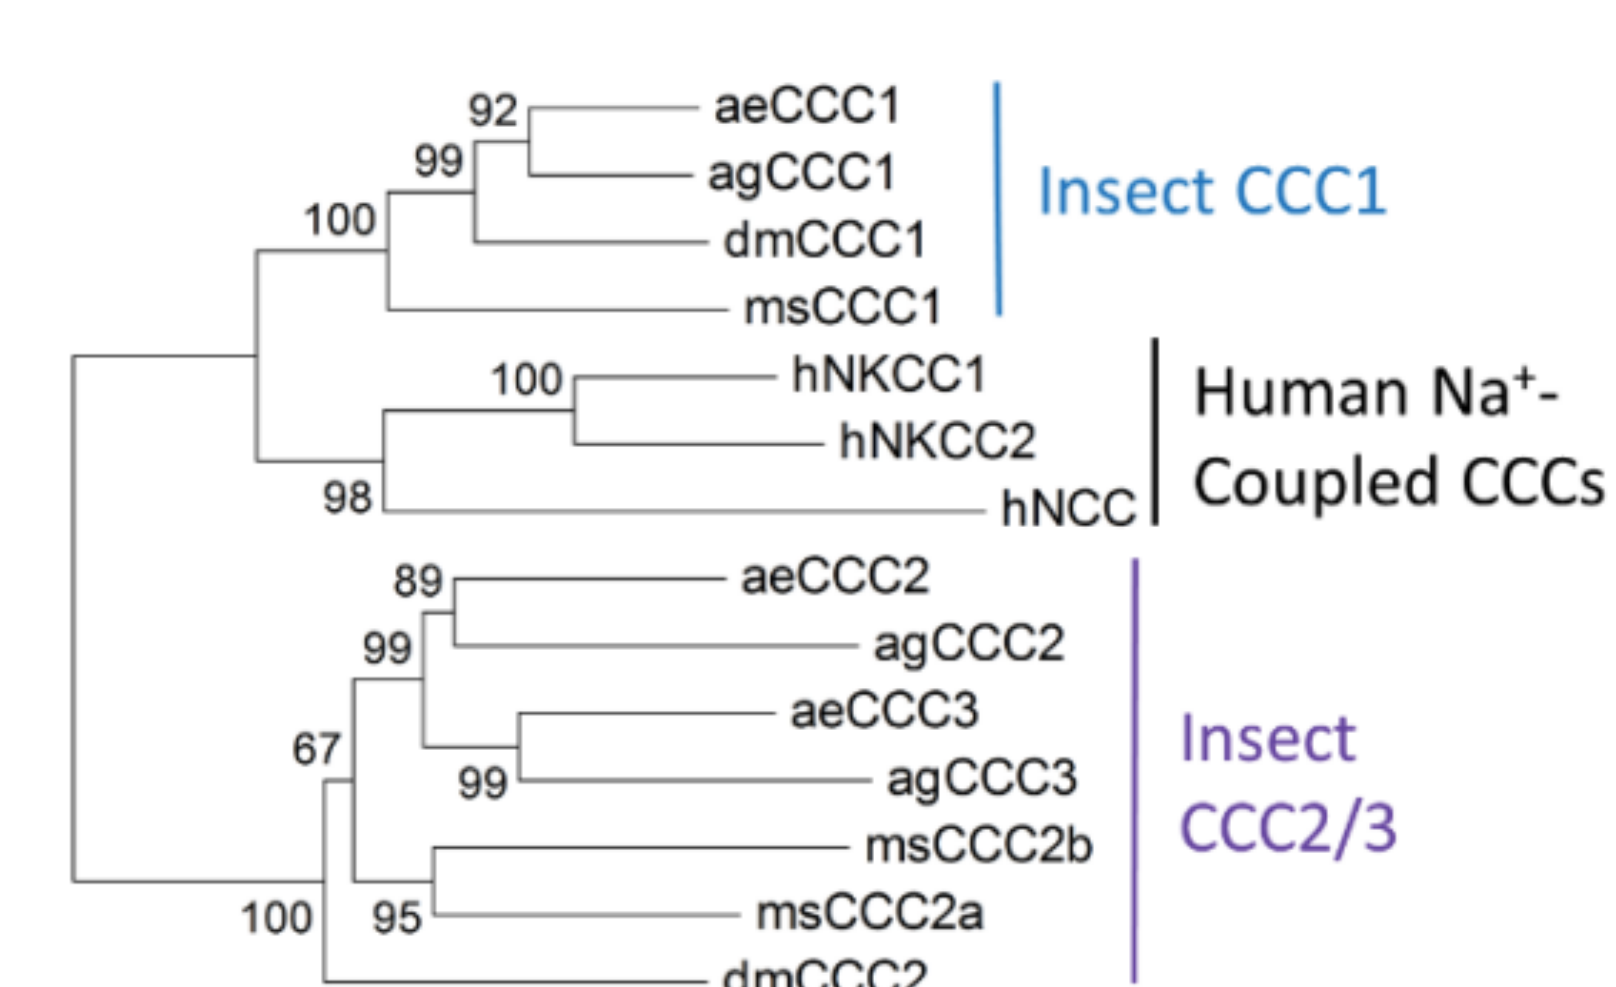 92
aeCCC1
99
agCCC1
Insect CCC1
100
dmCCC1
msCCC1
100
hNKCC1
Human Na⁺-
hNKCC2
Coupled CCCs
98
hNCC
89
aeCCC2
99
agCCC2
aeCCC3
Insect
67
99
agCCC3
CCC2/3
msCCC2b
100
95
msCCC2a
dmCCC2